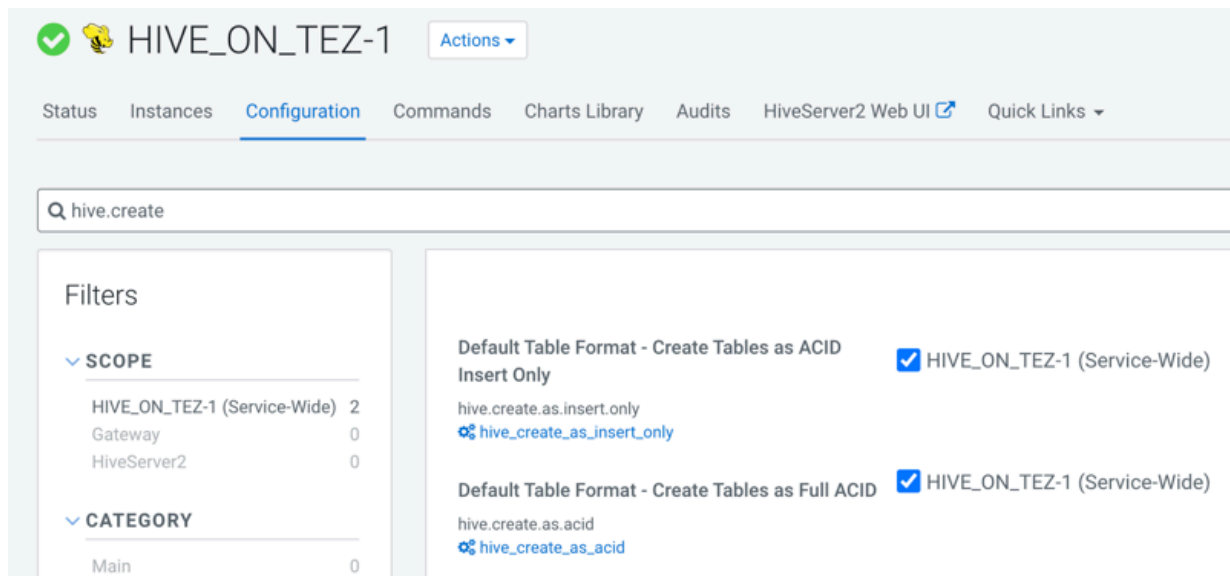 HIVE_ON_TEZ-1 Actions
Status Instances Configuration Commands Charts Library Audits HiveServer2 Web UI Quick Links
hive.create
Filters
SCOPE
HIVE_ON_TEZ-1 (Service-Wide) 2
Gateway 0
HiveServer2 0
CATEGORY
Main 0
Default Table Format - Create Tables as ACID
Insert Only
hive.create.as.insert.only
hive_create_as_insert_only
HIVE_ON_TEZ-1 (Service-Wide)
Default Table Format - Create Tables as Full ACID
hive.create.as.acid
hive_create_as_acid
HIVE_ON_TEZ-1 (Service-Wide)